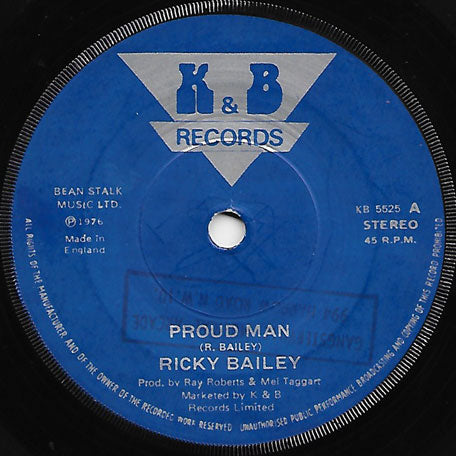 K & B
RECORDS
BEAN STALK
MUSIC LTD.
℗ 1976
Made in
England
KB 5525 A
STEREO
45 R.P.M.
PROUD MAN
(R. BAILEY)
RICKY BAILEY
Prod. by Ray Roberts & Mel Taggart
Marketed by K & B
Records Limited
ALL RIGHTS OF THE MANUFACTURER AND OF THE OWNER OF THE RECORDED WORK RESERVED UNAUTHORISED PUBLIC PERFORMANCE BROADCASTING AND COPYING OF THIS RECORD PROHIBITED